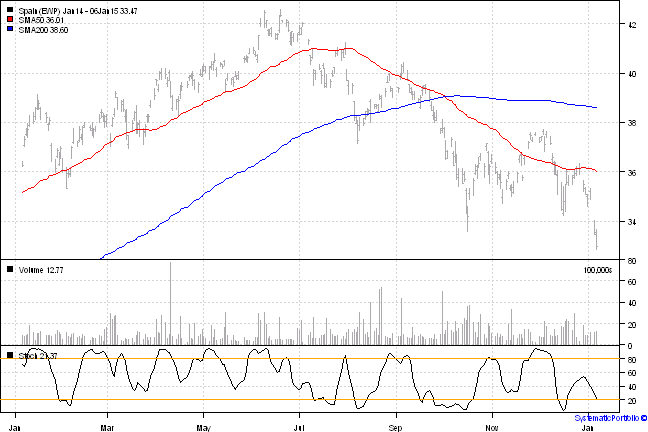 Spain (EWP) Jan14 - 06Jan15 33.47
SMA50 36.01
SMA200 38.60
42
40
38
36
34
Volume 12.77
100,000s
80
60
40
20
0
Stoch 21.37
80
60
40
20
Jan
Mar
May
Jul
Sep
Nov
Jan
SystematicPortfolio ©